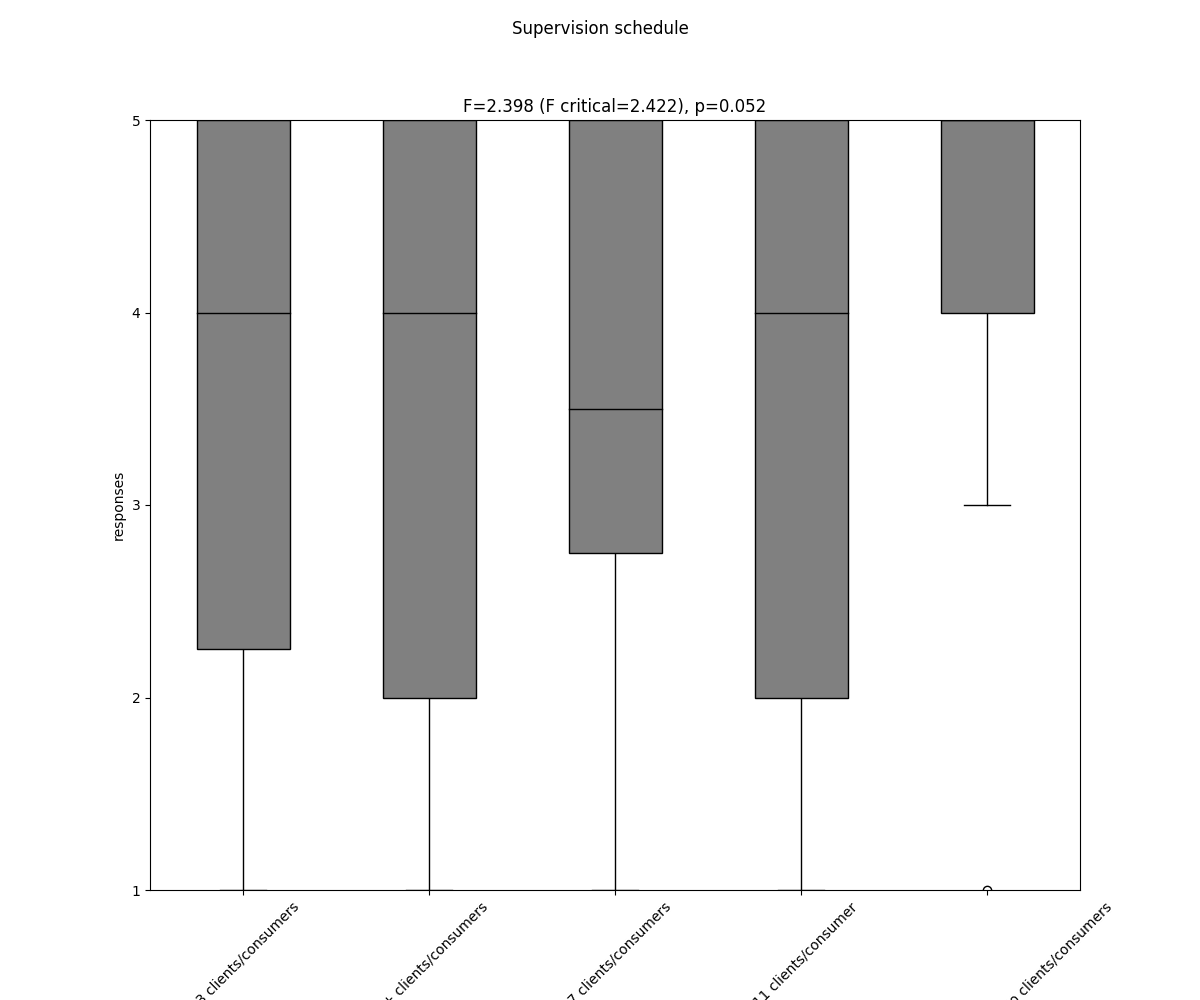 Supervision schedule
F=2.398 (F critical=2.422), p=0.052
5
4
3
2
1
responses
3 clients/consumers
clients/consumers
7 clients/consumers
11 clients/consumer
clients/consumers